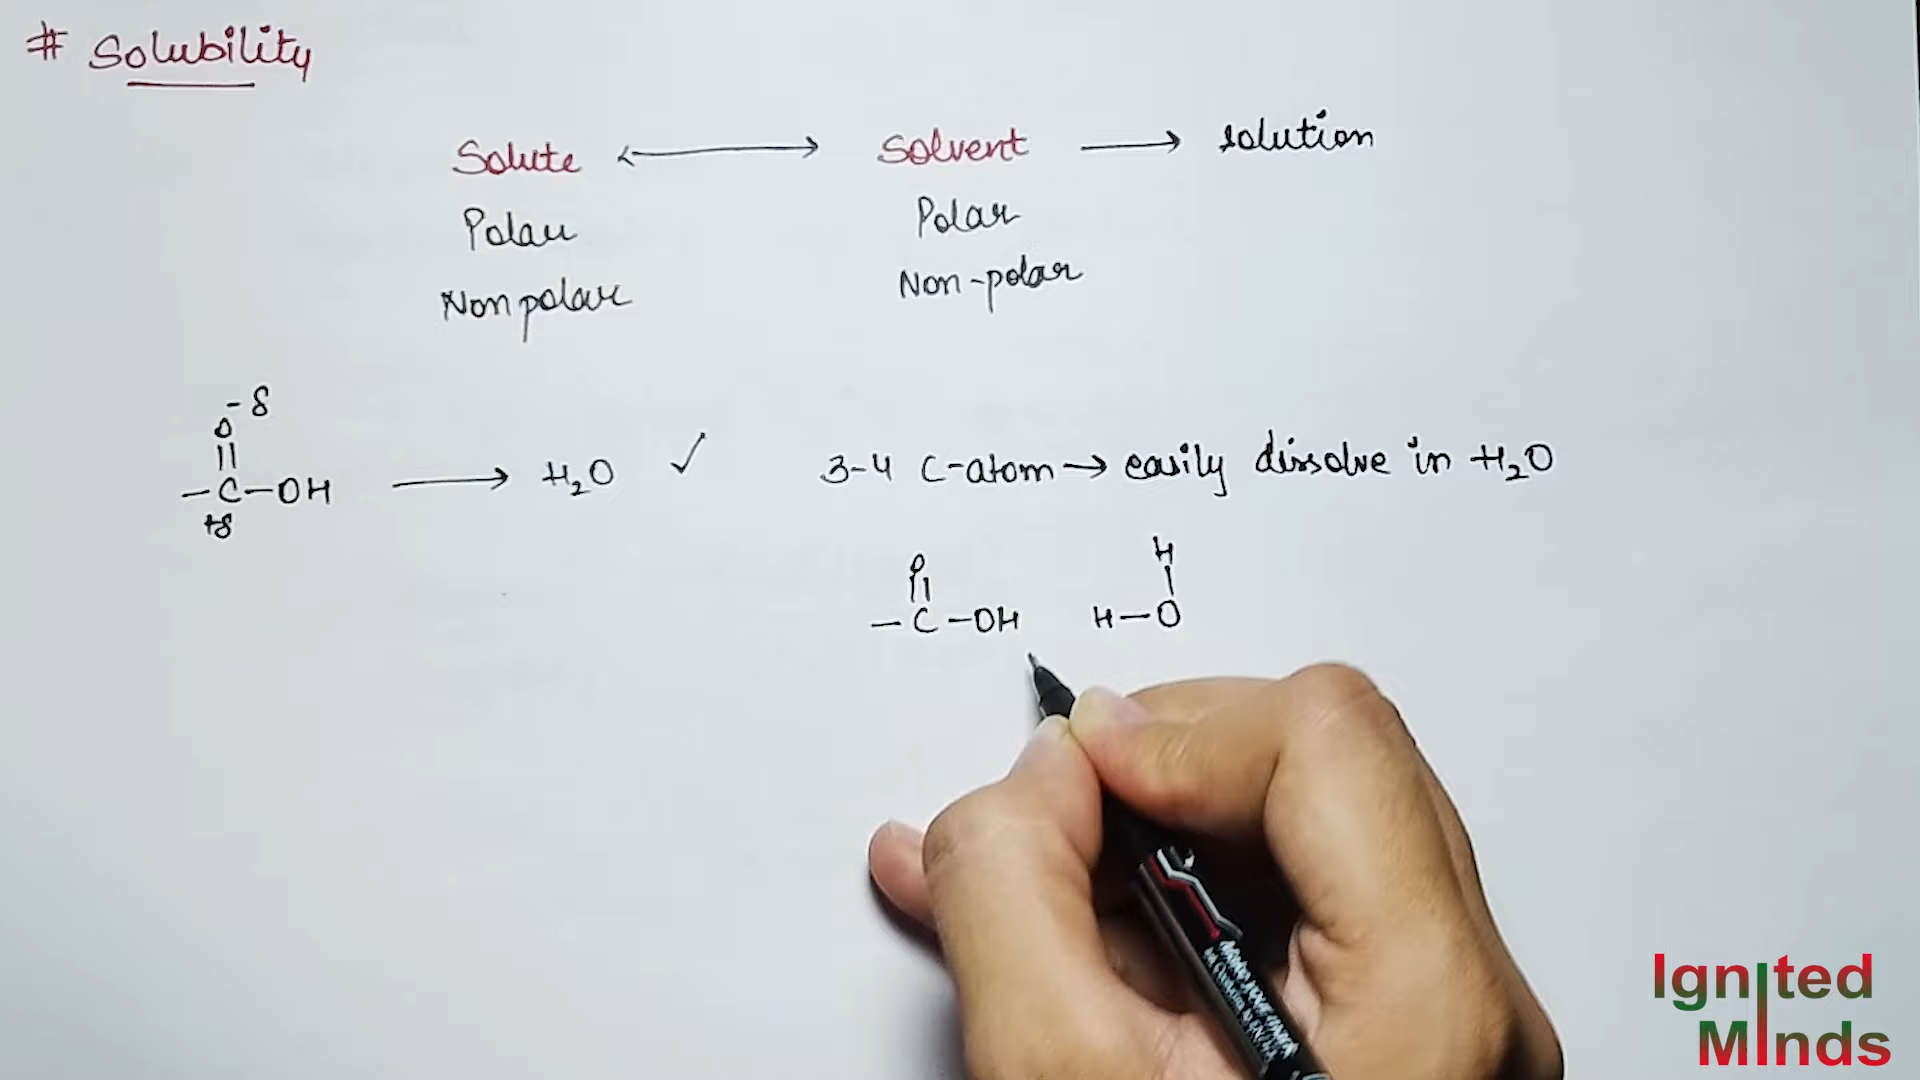 # Solubility
Solute ⟷ Solvent ⟶ solution
Polar Polar
Nonpolar Non-polar
-δ
O
||
-C-OH ⟶ H₂O ✓ 3-4 C-atom → easily dissolve in H₂O
+δ
O H
|| |
-C-OH H-O
Ignited
Minds